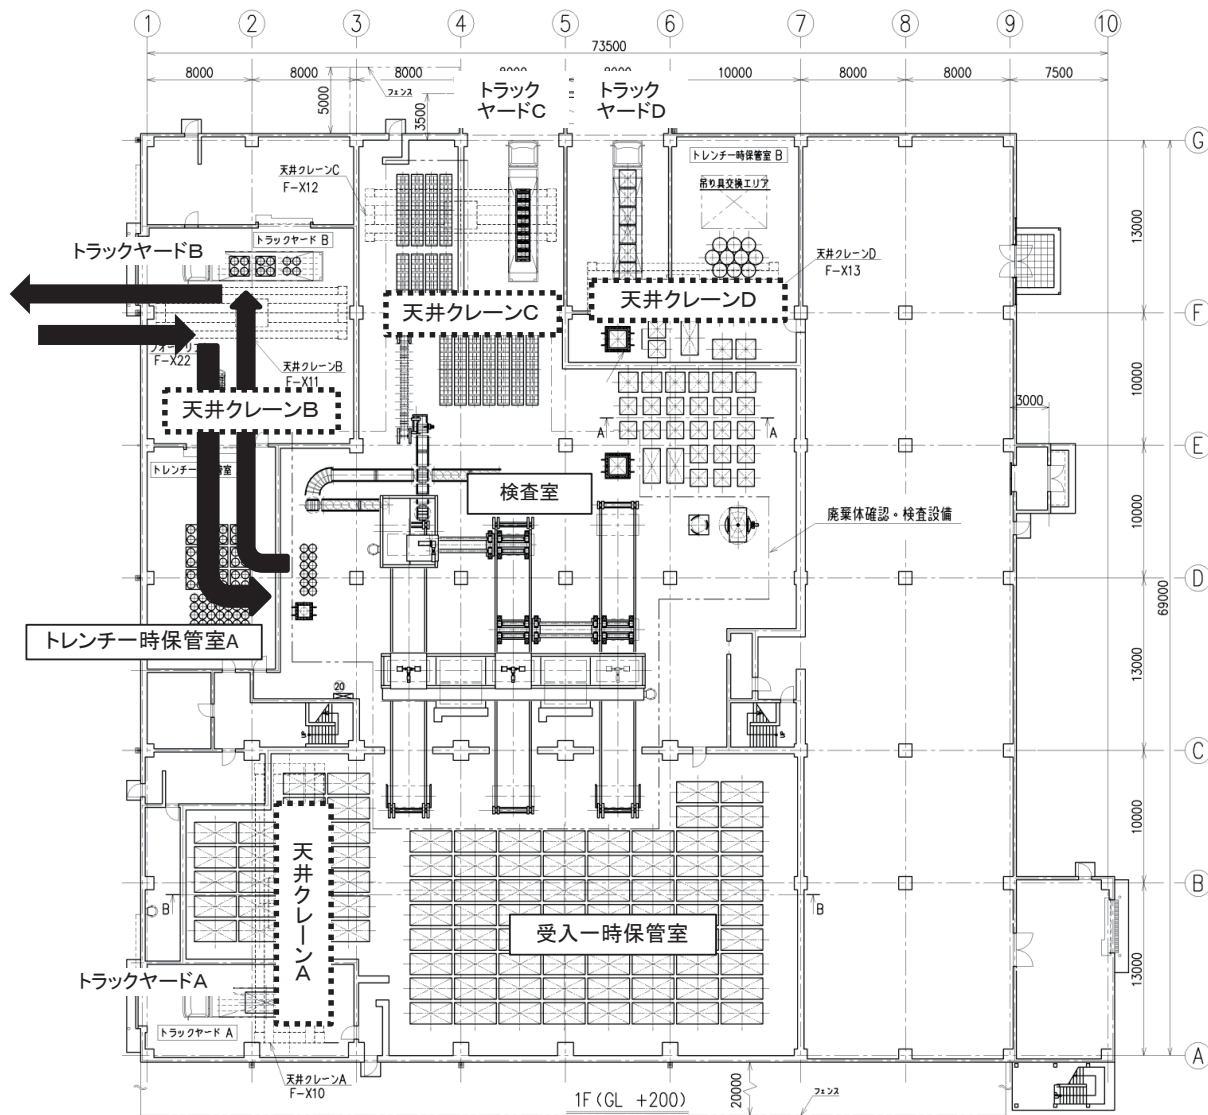 1 2 3 4 5 6 7 8 9 10
73500
8000 8000 8000 10000 8000 8000 7500
5000
3500
フェンス
トラック
ヤードC
トラック
ヤードD
G
天井クレーンC
F-X12
トレンチ一時保管室 B
吊り具交換エリア
13000
トラックヤードB
トラックヤード B
天井クレーンD
F-X13
天井クレーンC
天井クレーンD
F
F-X22
天井クレーンB
F-X11
天井クレーンB
10000
3000
A A
E
検査室
10000
廃棄体確認・検査設備
D
69000
トレンチ一時保管室A
13000
20
C
天井クレーンA
10000
B B
B
受入一時保管室
トラックヤードA
13000
トラックヤード A
A
天井クレーンA
F-X10
1F(GL +200)
20000
フェンス